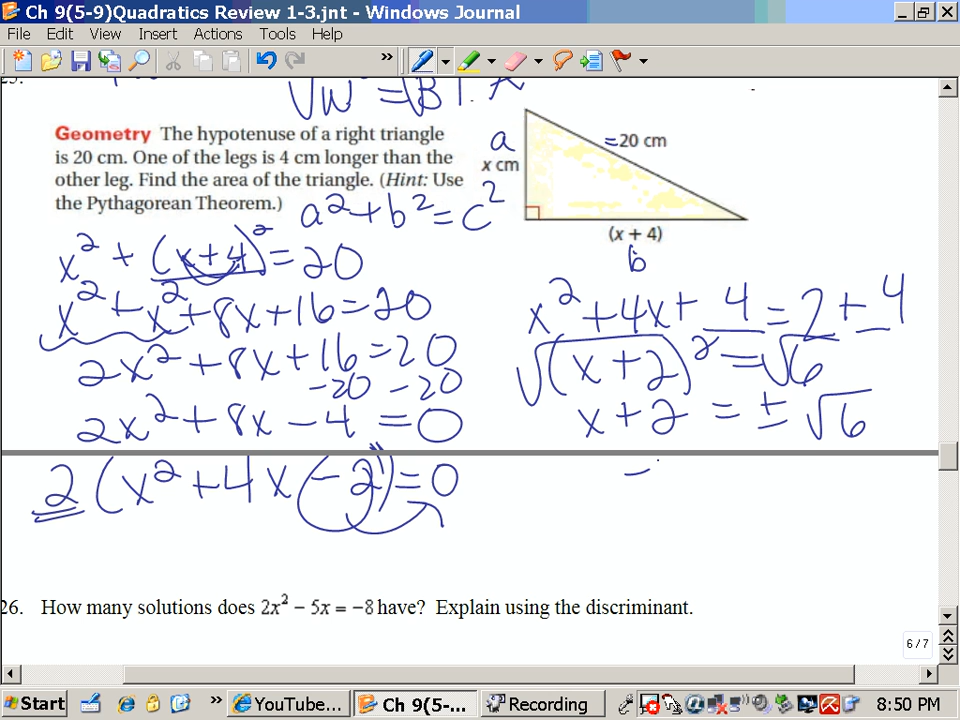 Ch 9(5-9)Quadratics Review 1-3.jnt - Windows Journal
File Edit View Insert Actions Tools Help
» »
√W = √B
Geometry The hypotenuse of a right triangle
is 20 cm. One of the legs is 4 cm longer than the
other leg. Find the area of the triangle. (Hint: Use
the Pythagorean Theorem.)
a² + b² = c²
a
x cm
=20 cm
(x + 4)
b
x² + (x+4)² = 20
x² + x² + 8x + 16 = 20
2x² + 8x + 16 = 20
-20 -20
2x² + 8x - 4 = 0
2(x² + 4x - 2) = 0
x² + 4x + 4 = 2 + 4
√(x + 2)² = √6
x + 2 = ± √6
26. How many solutions does 2x² − 5x = −8 have? Explain using the discriminant.
6 / 7
Start » YouTube... Ch 9(5-... Recording 8:50 PM